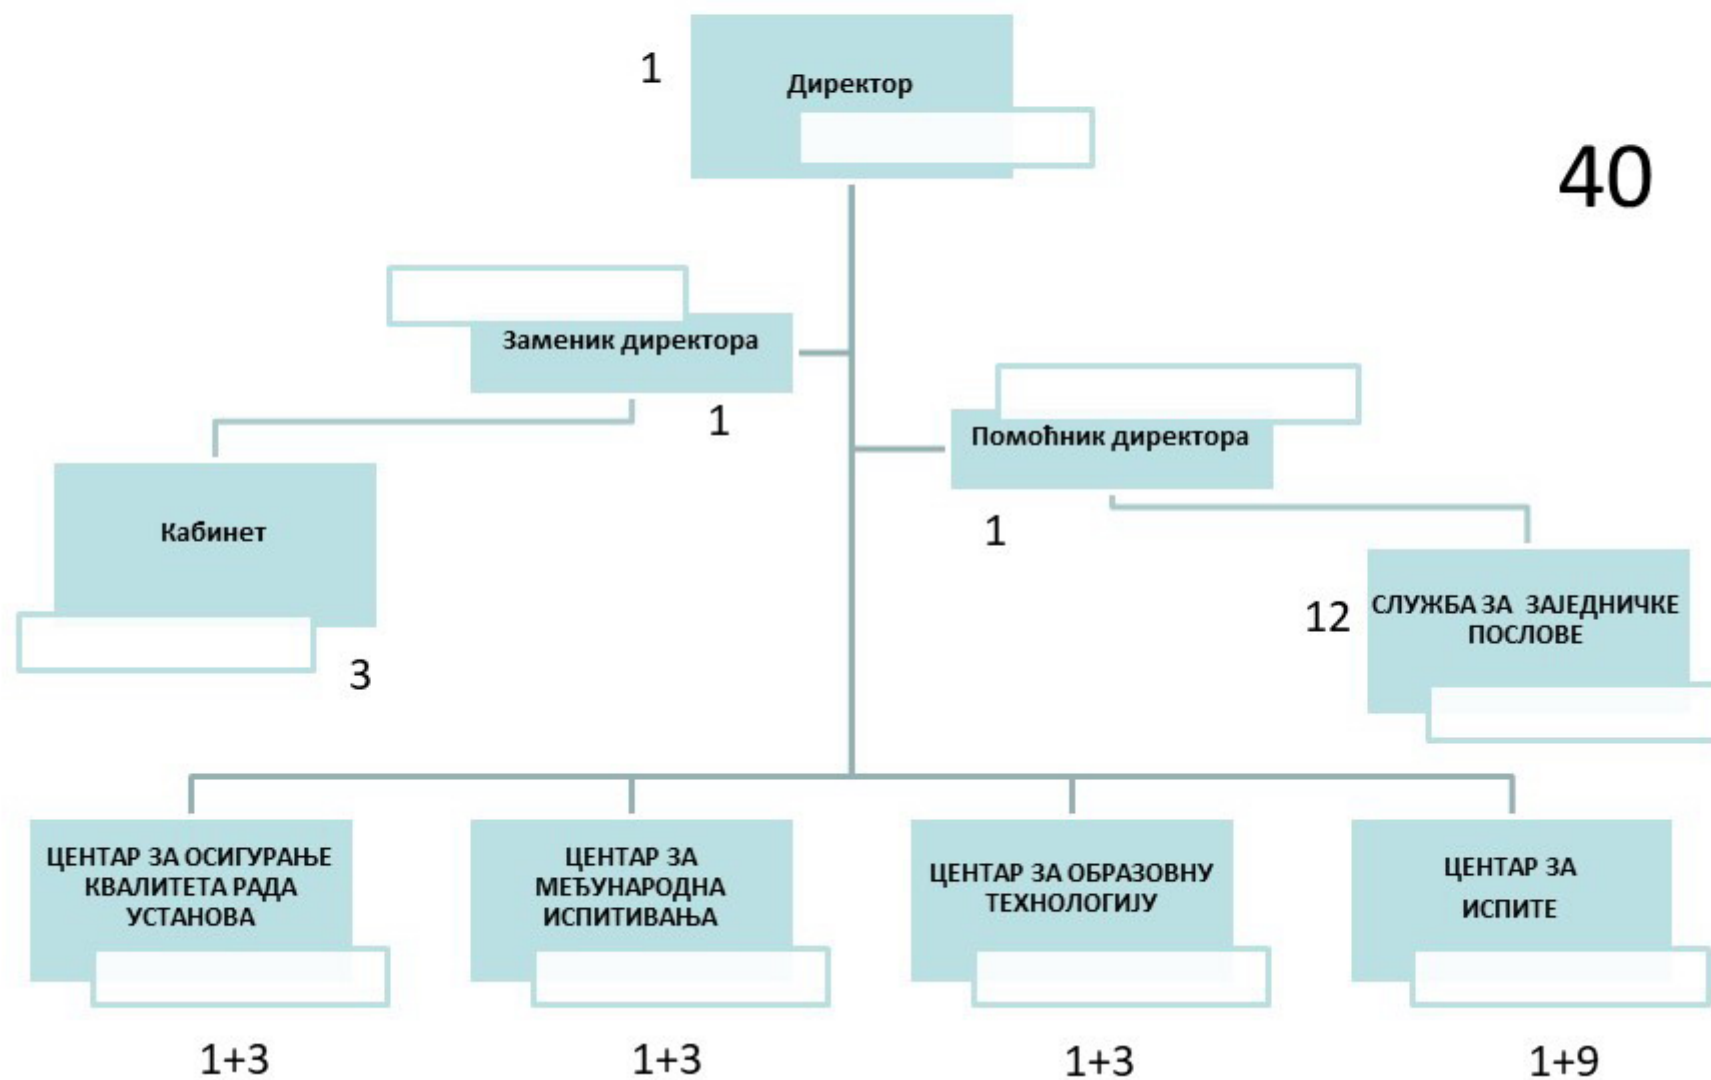 1
Директор
40
Заменик директора
1
Помоћник директора
1
Кабинет
3
12
СЛУЖБА ЗА ЗАЈЕДНИЧКЕ
ПОСЛОВЕ
ЦЕНТАР ЗА ОСИГУРАЊЕ
КВАЛИТЕТА РАДА
УСТАНОВА
1+3
ЦЕНТАР ЗА
МЕЂУНАРОДНА
ИСПИТИВАЊА
1+3
ЦЕНТАР ЗА ОБРАЗОВНУ
ТЕХНОЛОГИЈУ
1+3
ЦЕНТАР ЗА
ИСПИТЕ
1+9